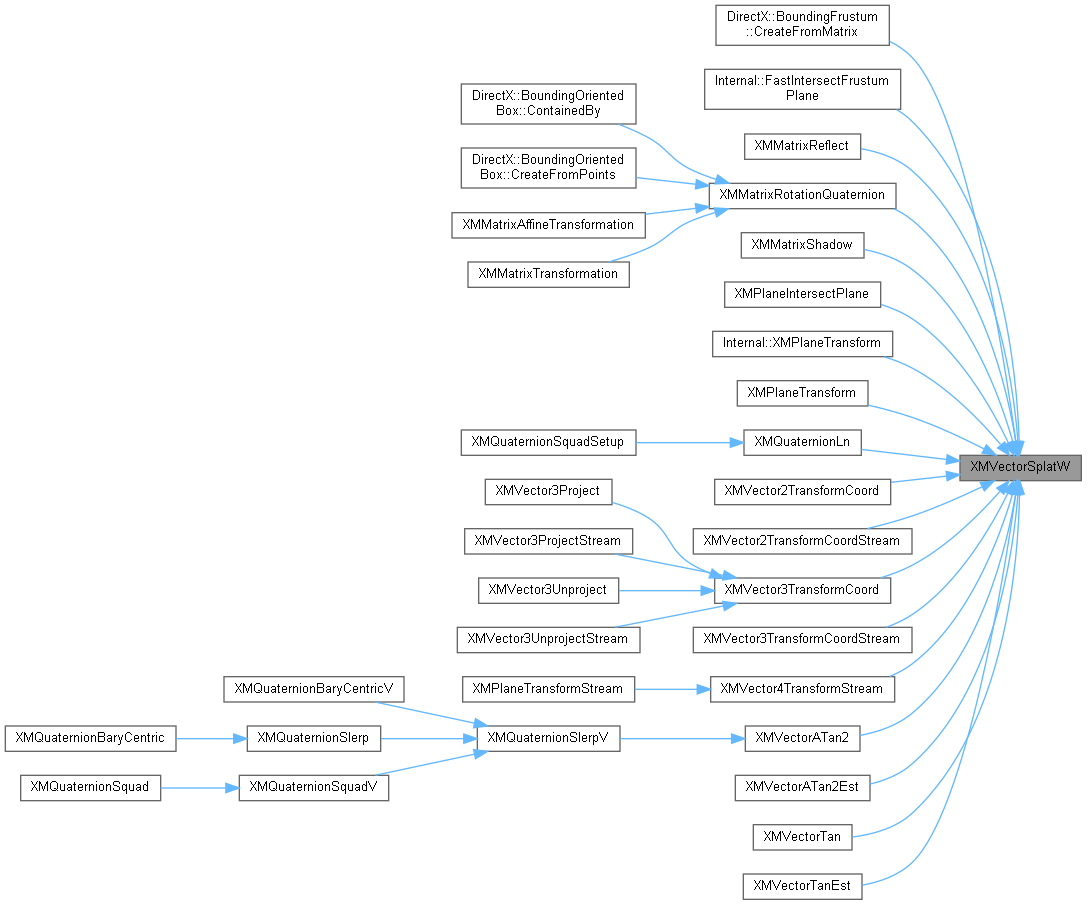 DirectX::BoundingFrustum
::CreateFromMatrix
Internal::FastIntersectFrustum
Plane
DirectX::BoundingOriented
Box::ContainedBy
XMMatrixReflect
DirectX::BoundingOriented
Box::CreateFromPoints
XMMatrixRotationQuaternion
XMMatrixAffineTransformation
XMMatrixShadow
XMMatrixTransformation
XMPlaneIntersectPlane
Internal::XMPlaneTransform
XMPlaneTransform
XMQuaternionSquadSetup
XMQuaternionLn
XMVectorSplatW
XMVector3Project
XMVector2TransformCoord
XMVector3ProjectStream
XMVector2TransformCoordStream
XMVector3Unproject
XMVector3TransformCoord
XMVector3UnprojectStream
XMVector3TransformCoordStream
XMQuaternionBaryCentricV
XMPlaneTransformStream
XMVector4TransformStream
XMQuaternionBaryCentric
XMQuaternionSlerp
XMQuaternionSlerpV
XMVectorATan2
XMQuaternionSquad
XMQuaternionSquadV
XMVectorATan2Est
XMVectorTan
XMVectorTanEst